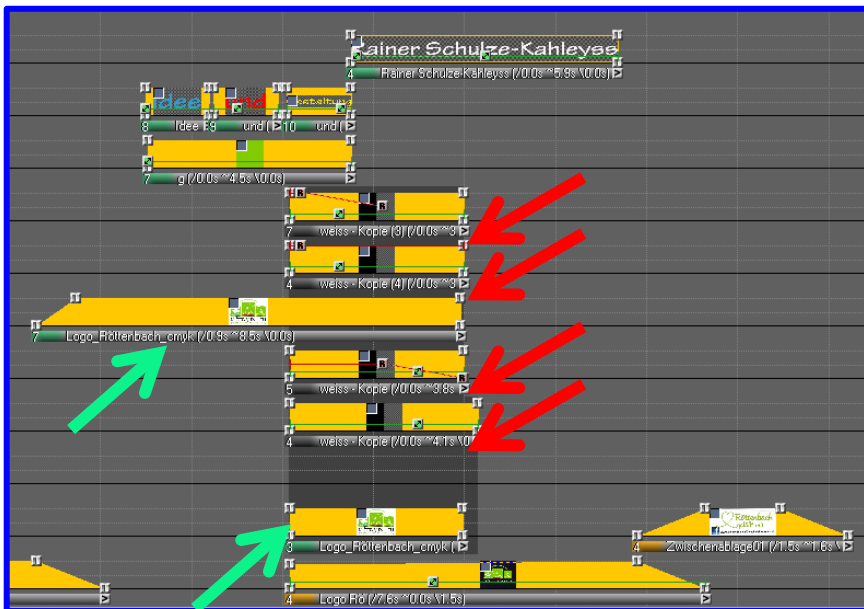 Rainer Schulze-Kahleyss
4 Rainer Schulze-Kahleyss (/0.0s ~5.9s \0.0s)
Idee und Gestaltung
8 Idee 9 und ( 10 und (
7 g (/0.0s ~4.5s \0.0s)
R R
7 weiss - Kopie (3) (/0.0s ~3
R
4 weiss - Kopie (4) (/0.0s ~3
7 Logo_Röttenbach_cmyk (/0.9s ~8.5s \0.0s)
R R
5 weiss - Kopie (/0.0s ~3.8s
4 weiss - Kopie (/0.0s ~4.1s \0
Röttenbach
3 Logo_Röttenbach_cmyk (
4 Zwischenablage01 (/1.5s ~1.6s \
4 Logo Rö (/7.6s ~0.0s \1.5s)